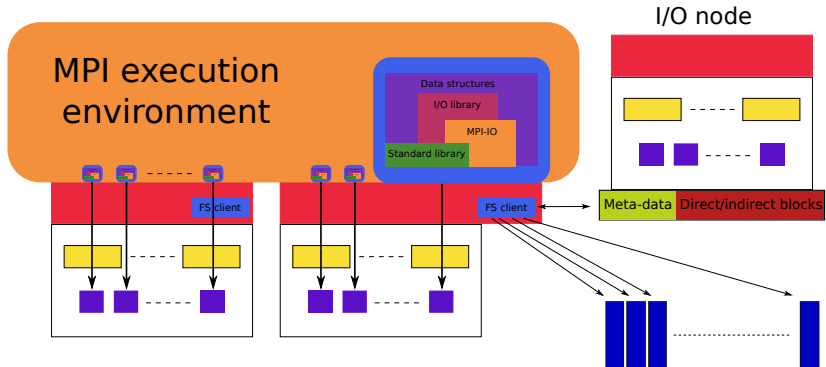 I/O node
MPI execution
environment
Data structures
I/O library
MPI-IO
Standard library
FS client
FS client
Meta-data
Direct/indirect blocks